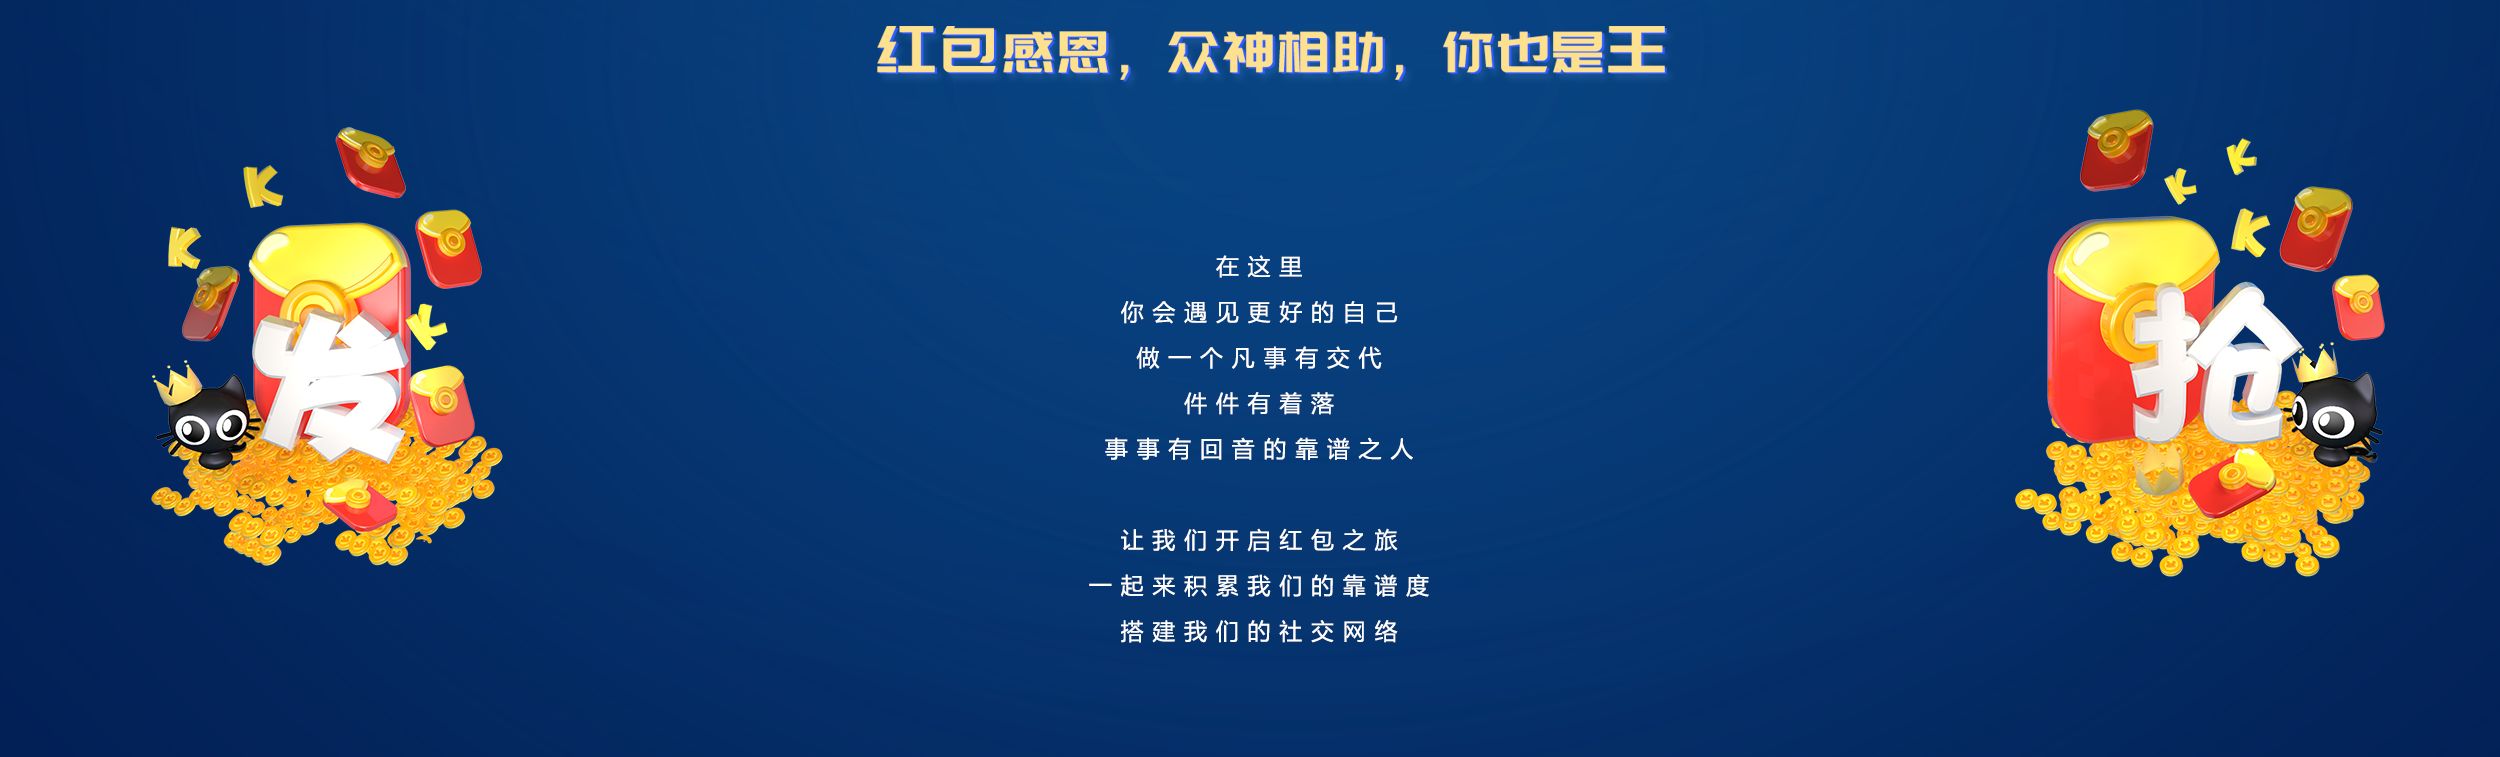 红包感恩，众神相助，你也是王
K
K
K
发
K
K
K
抢
在这里
你会遇见更好的自己
做一个凡事有交代
件件有着落
事事有回音的靠谱之人
让我们开启红包之旅
一起来积累我们的靠谱度
搭建我们的社交网络